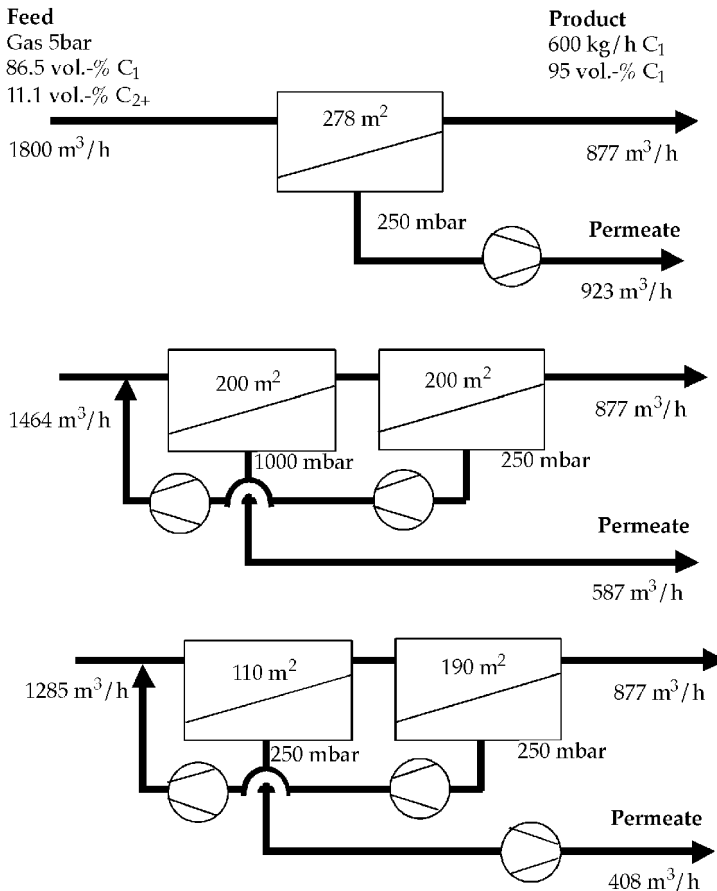 Feed
Gas 5bar
86.5 vol.-% C₁
11.1 vol.-% C₂₊
1800 m³/h
278 m²
250 mbar
Product
600 kg/h C₁
95 vol.-% C₁
877 m³/h
Permeate
923 m³/h
1464 m³/h
200 m²
200 m²
877 m³/h
1000 mbar
250 mbar
Permeate
587 m³/h
1285 m³/h
110 m²
190 m²
877 m³/h
250 mbar
250 mbar
Permeate
408 m³/h